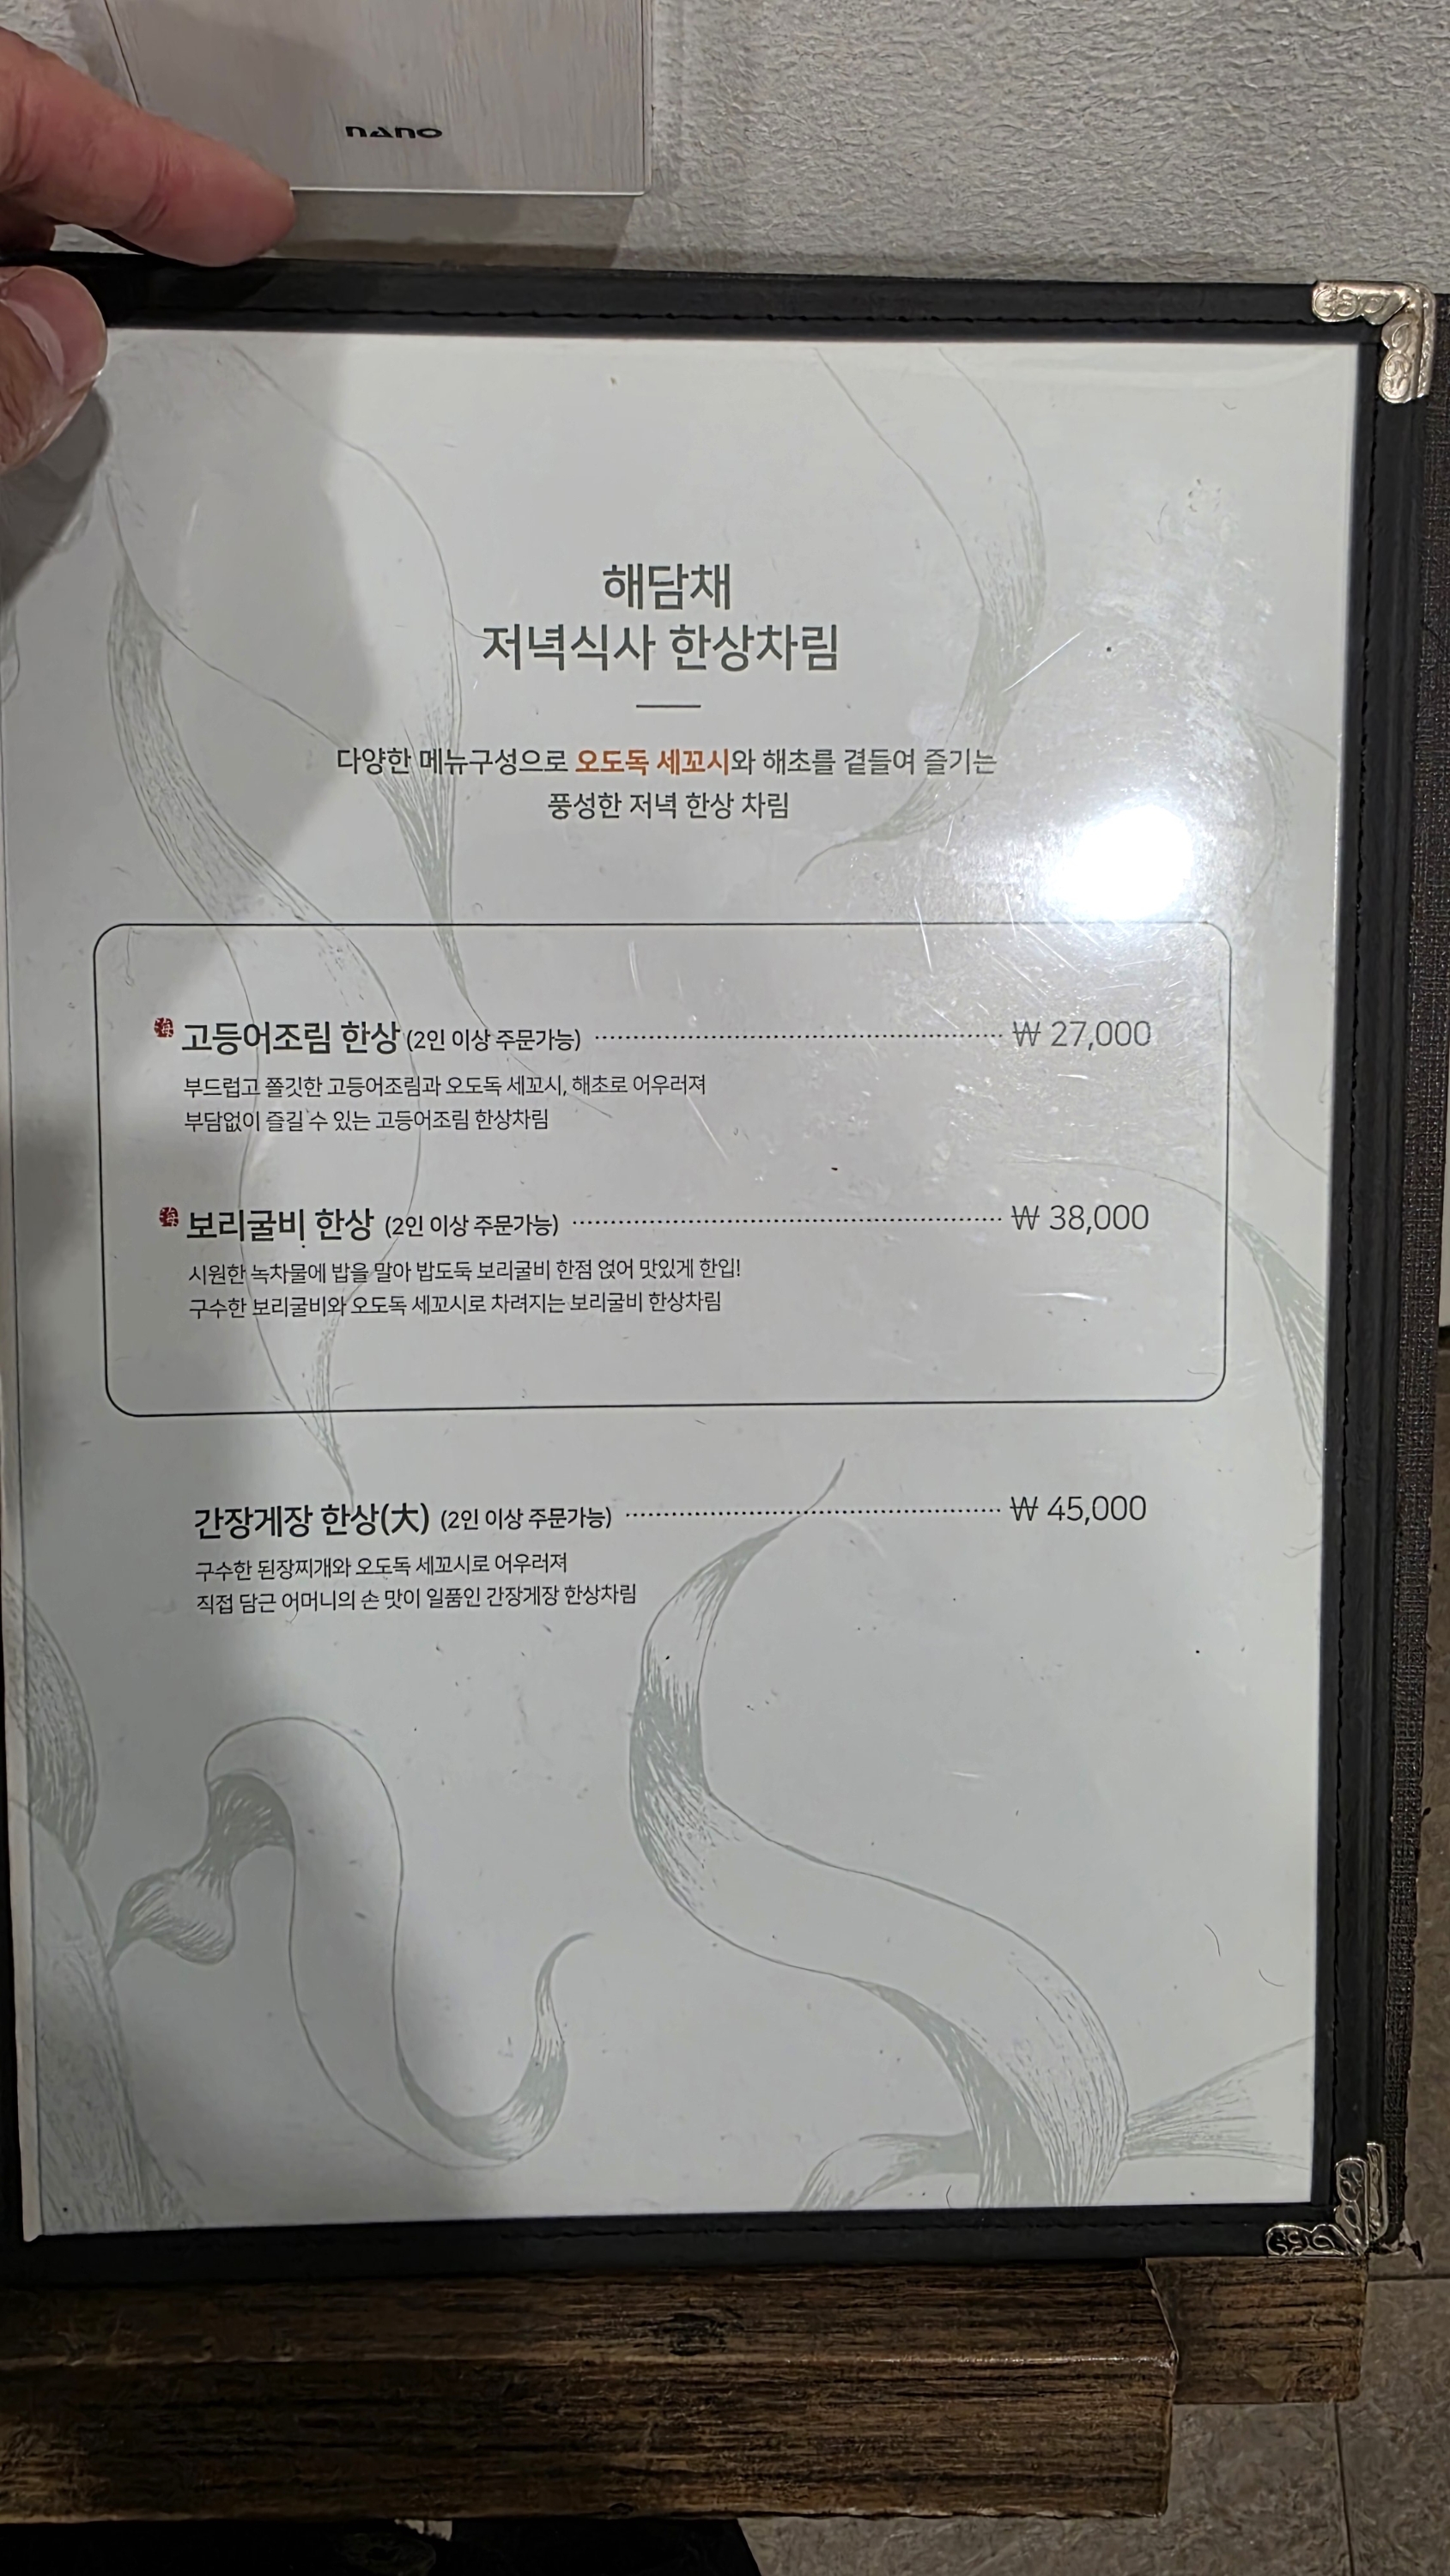 nano
해담채
저녁식사 한상차림
다양한 메뉴구성으로 오도독 세꼬시와 해초를 곁들여 즐기는
풍성한 저녁 한상 차림
海 고등어조림 한상 (2인 이상 주문가능) ₩ 27,000
부드럽고 쫄깃한 고등어조림과 오도독 세꼬시, 해초로 어우러져
부담없이 즐길 수 있는 고등어조림 한상차림
海 보리굴비 한상 (2인 이상 주문가능) ₩ 38,000
시원한 녹차물에 밥을 말아 밥도둑 보리굴비 한점 얹어 맛있게 한입!
구수한 보리굴비와 오도독 세꼬시로 차려지는 보리굴비 한상차림
간장게장 한상(大) (2인 이상 주문가능) ₩ 45,000
구수한 된장찌개와 오도독 세꼬시로 어우러져
직접 담근 어머니의 손 맛이 일품인 간장게장 한상차림